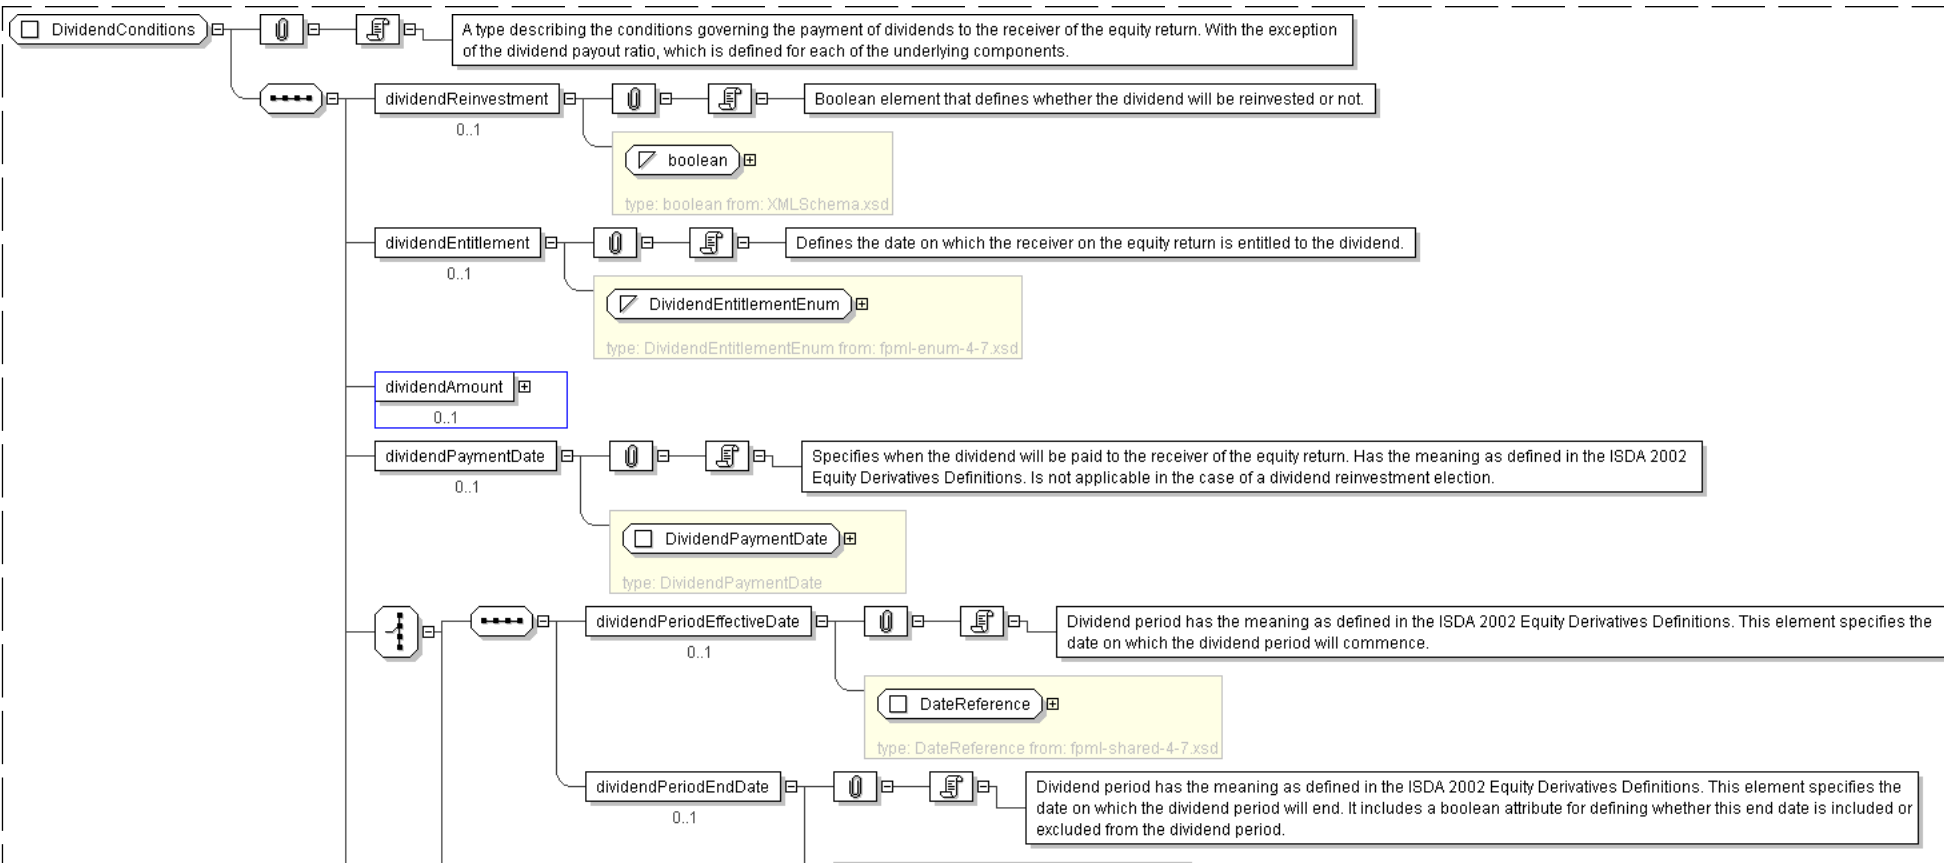 DividendConditions
A type describing the conditions governing the payment of dividends to the receiver of the equity return. With the exception
of the dividend payout ratio, which is defined for each of the underlying components.
dividendReinvestment
Boolean element that defines whether the dividend will be reinvested or not.
0..1
boolean
type: boolean from: XMLSchema.xsd
dividendEntitlement
Defines the date on which the receiver on the equity return is entitled to the dividend.
0..1
DividendEntitlementEnum
type: DividendEntitlementEnum from: fpml-enum-4-7.xsd
dividendAmount
0..1
dividendPaymentDate
Specifies when the dividend will be paid to the receiver of the equity return. Has the meaning as defined in the ISDA 2002
Equity Derivatives Definitions. Is not applicable in the case of a dividend reinvestment election.
0..1
DividendPaymentDate
type: DividendPaymentDate
dividendPeriodEffectiveDate
Dividend period has the meaning as defined in the ISDA 2002 Equity Derivatives Definitions. This element specifies the
date on which the dividend period will commence.
0..1
DateReference
type: DateReference from: fpml-shared-4-7.xsd
dividendPeriodEndDate
Dividend period has the meaning as defined in the ISDA 2002 Equity Derivatives Definitions. This element specifies the
date on which the dividend period will end. It includes a boolean attribute for defining whether this end date is included or
excluded from the dividend period.
0..1